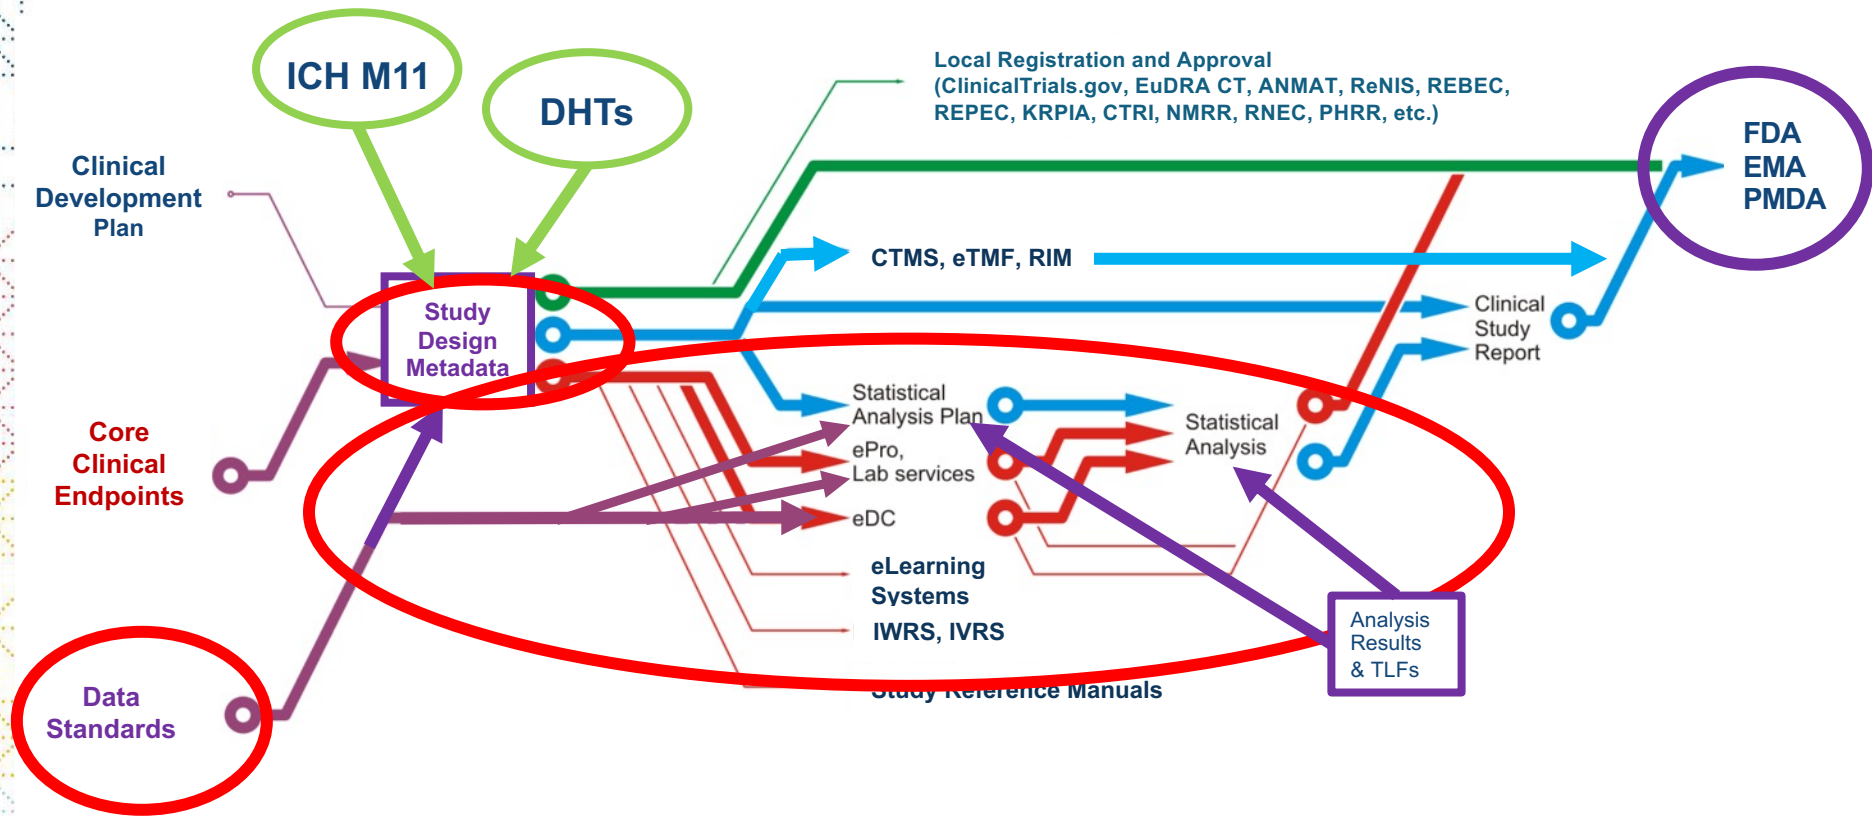 ICH M11
DHTs
Local Registration and Approval
(ClinicalTrials.gov, EuDRA CT, ANMAT, ReNIS, REBEC,
REPEC, KRPIA, CTRI, NMRR, RNEC, PHRR, etc.)
FDA
EMA
PMDA
Clinical
Development
Plan
CTMS, eTMF, RIM
Study
Design
Metadata
Clinical
Study
Report
Statistical
Analysis Plan
Statistical
Analysis
ePro,
Lab services
eDC
Core
Clinical
Endpoints
eLearning
Systems
IWRS, IVRS
Analysis
Results
& TLFs
Study Reference Manuals
Data
Standards